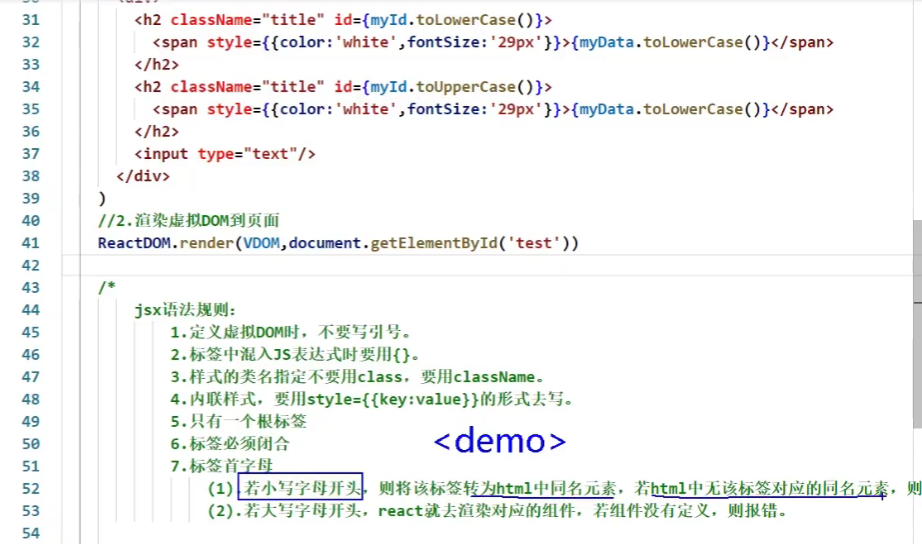 31 <h2 className="title" id={myId.toLowerCase()}>
32 <span style={{color:'white',fontSize:'29px'}}>{myData.toLowerCase()}</span>
33 </h2>
34 <h2 className="title" id={myId.toUpperCase()}>
35 <span style={{color:'white',fontSize:'29px'}}>{myData.toLowerCase()}</span>
36 </h2>
37 <input type="text"/>
38 </div>
39 )
40 //2.渲染虚拟DOM到页面
41 ReactDOM.render(VDOM,document.getElementById('test'))
42
43 /*
44 jsx语法规则:
45 1.定义虚拟DOM时，不要写引号。
46 2.标签中混入JS表达式时要用{}。
47 3.样式的类名指定不要用class，要用className。
48 4.内联样式，要用style={{key:value}}的形式去写。
49 5.只有一个根标签
50 6.标签必须闭合
<demo>
51 7.标签首字母
52 (1).若小写字母开头，则将该标签转为html中同名元素，若html中无该标签对应的同名元素，则
53 (2).若大写字母开头，react就去渲染对应的组件，若组件没有定义，则报错。
54